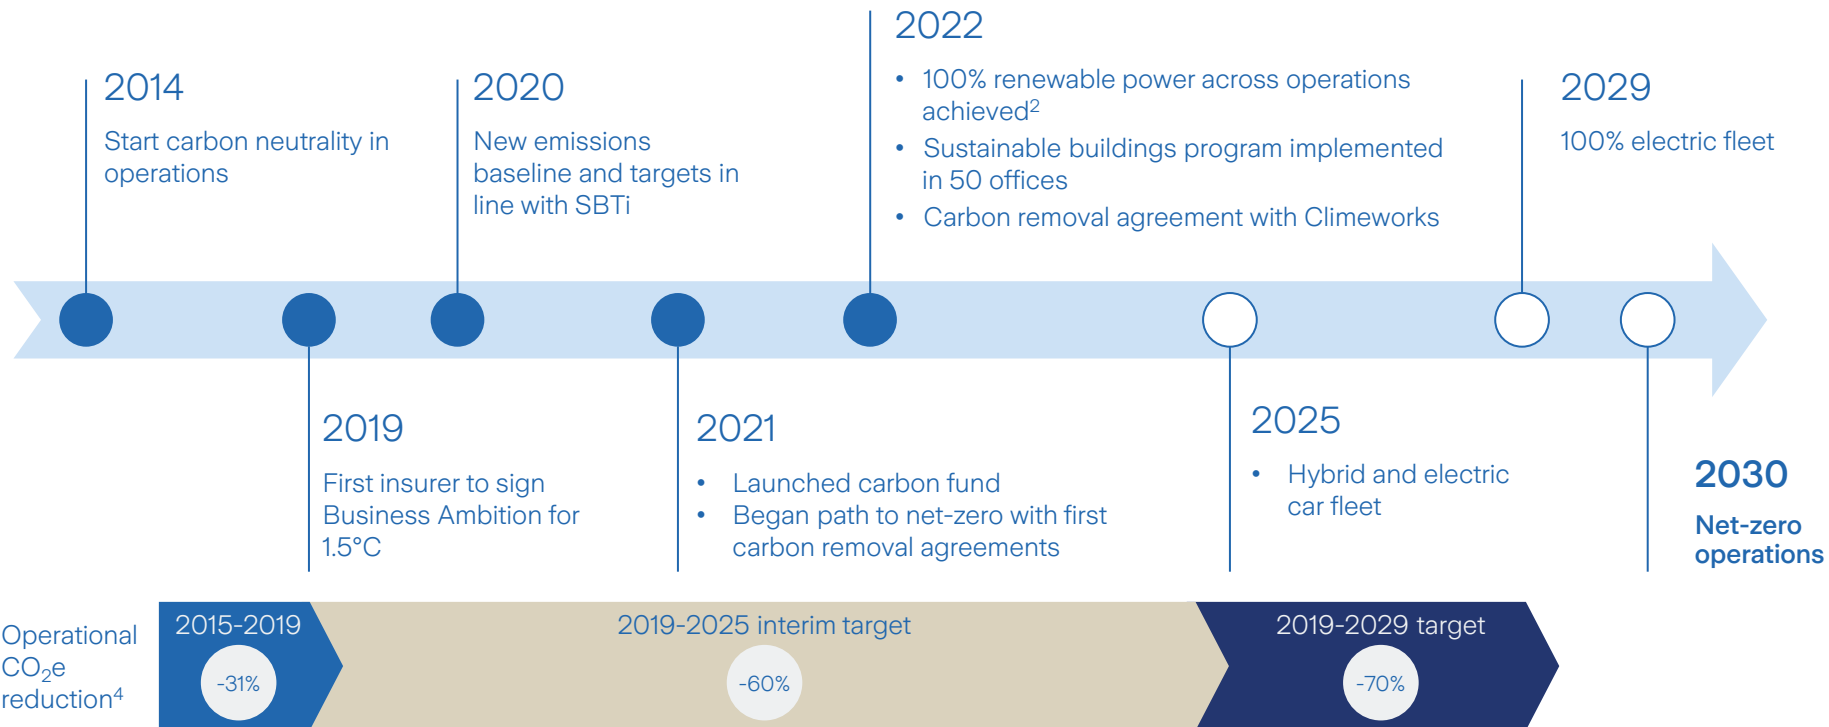 2014
Start carbon neutrality in
operations
2020
New emissions
baseline and targets in
line with SBTi
2022
• 100% renewable power across operations
achieved²
• Sustainable buildings program implemented
in 50 offices
• Carbon removal agreement with Climeworks
2029
100% electric fleet
2019
First insurer to sign
Business Ambition for
1.5°C
2021
• Launched carbon fund
• Began path to net-zero with first
carbon removal agreements
2025
• Hybrid and electric
car fleet
2030
Net-zero
operations
Operational
CO₂e
reduction⁴
2015-2019
-31%
2019-2025 interim target
-60%
2019-2029 target
-70%